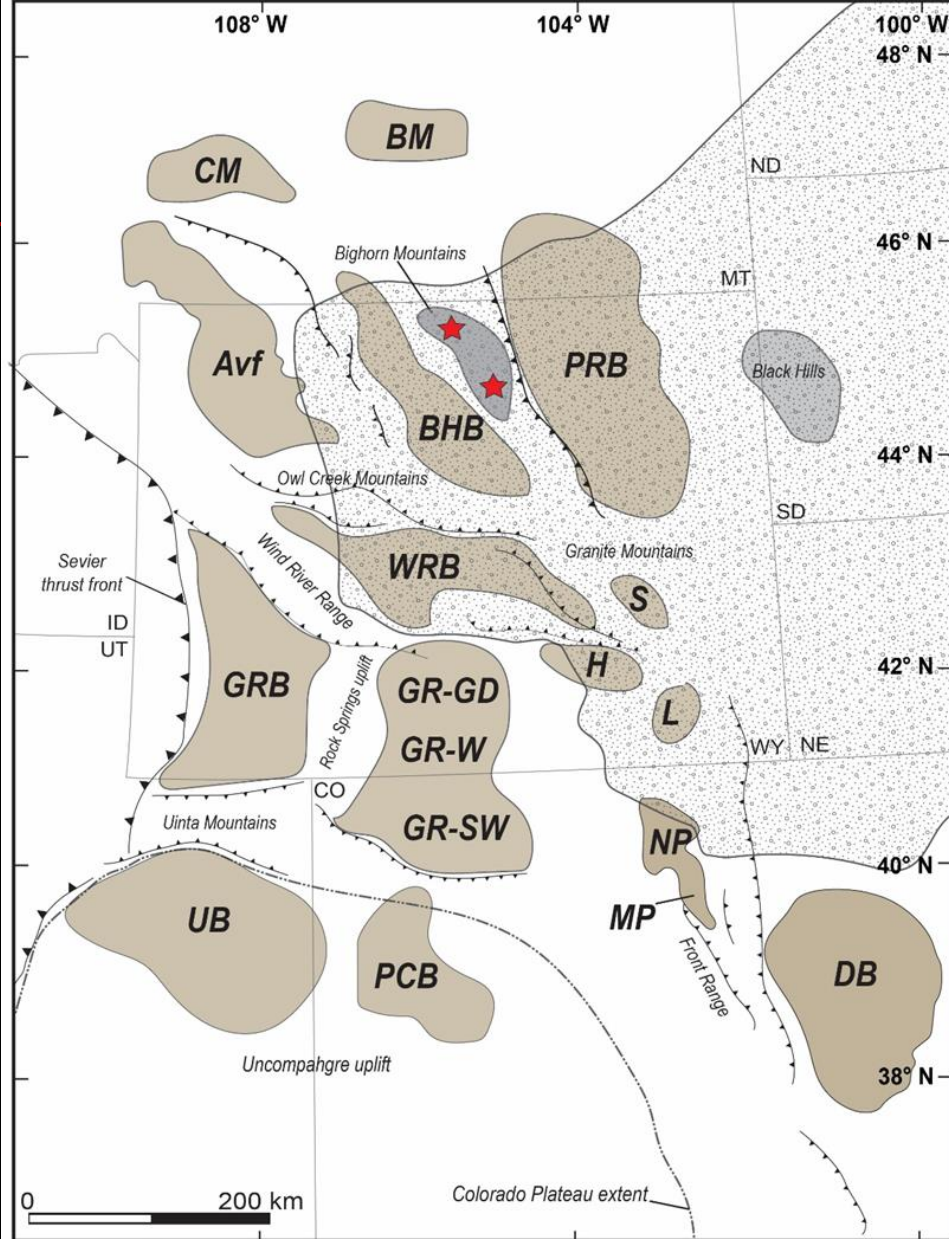 108° W
104° W
100° W
48° N
BM
CM
ND
46° N
Bighorn Mountains
MT
Avf
PRB
Black Hills
BHB
44° N
Owl Creek Mountains
SD
Granite Mountains
Wind River Range
WRB
Sevier
thrust front
S
ID
UT
H
42° N
GRB
Rock Springs uplift
GR-GD
L
GR-W
WY
NE
CO
Uinta Mountains
GR-SW
NP
40° N
UB
MP
PCB
Front Range
DB
Uncompahgre uplift
38° N
Colorado Plateau extent
0
200 km